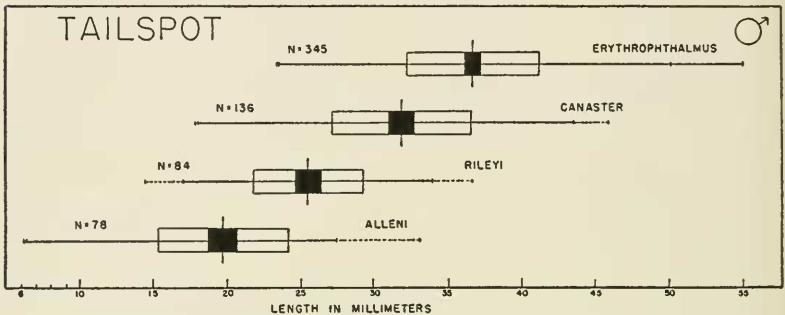 TAILSPOT
♂
N=345 ERYTHROPHTHALMUS
N=136 CANASTER
N=84 RILEYI
N=78 ALLENI
6 10 15 20 25 30 35 40 45 50 55
LENGTH IN MILLIMETERS